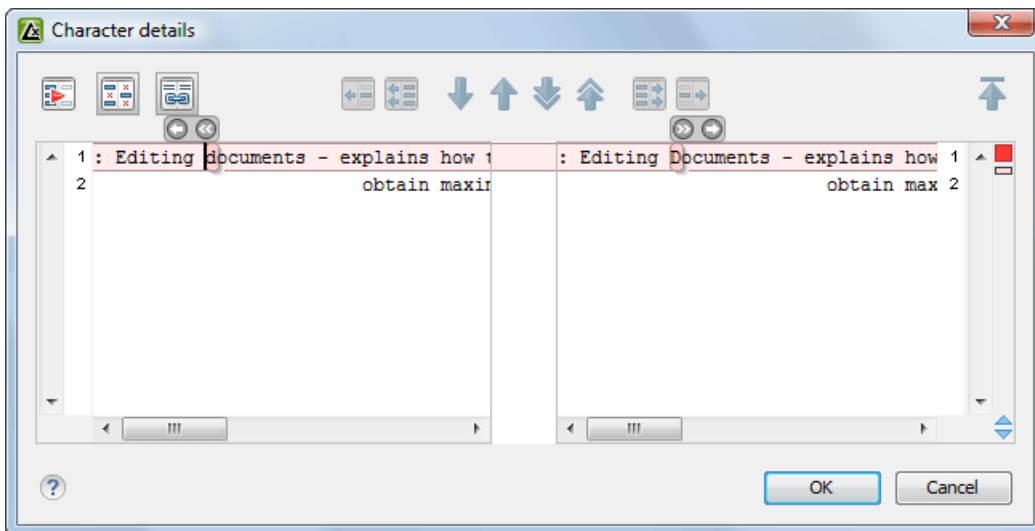 Character details
1 : Editing documents - explains how t
: Editing Documents - explains how 1
2 obtain maxim
obtain max 2
OK Cancel